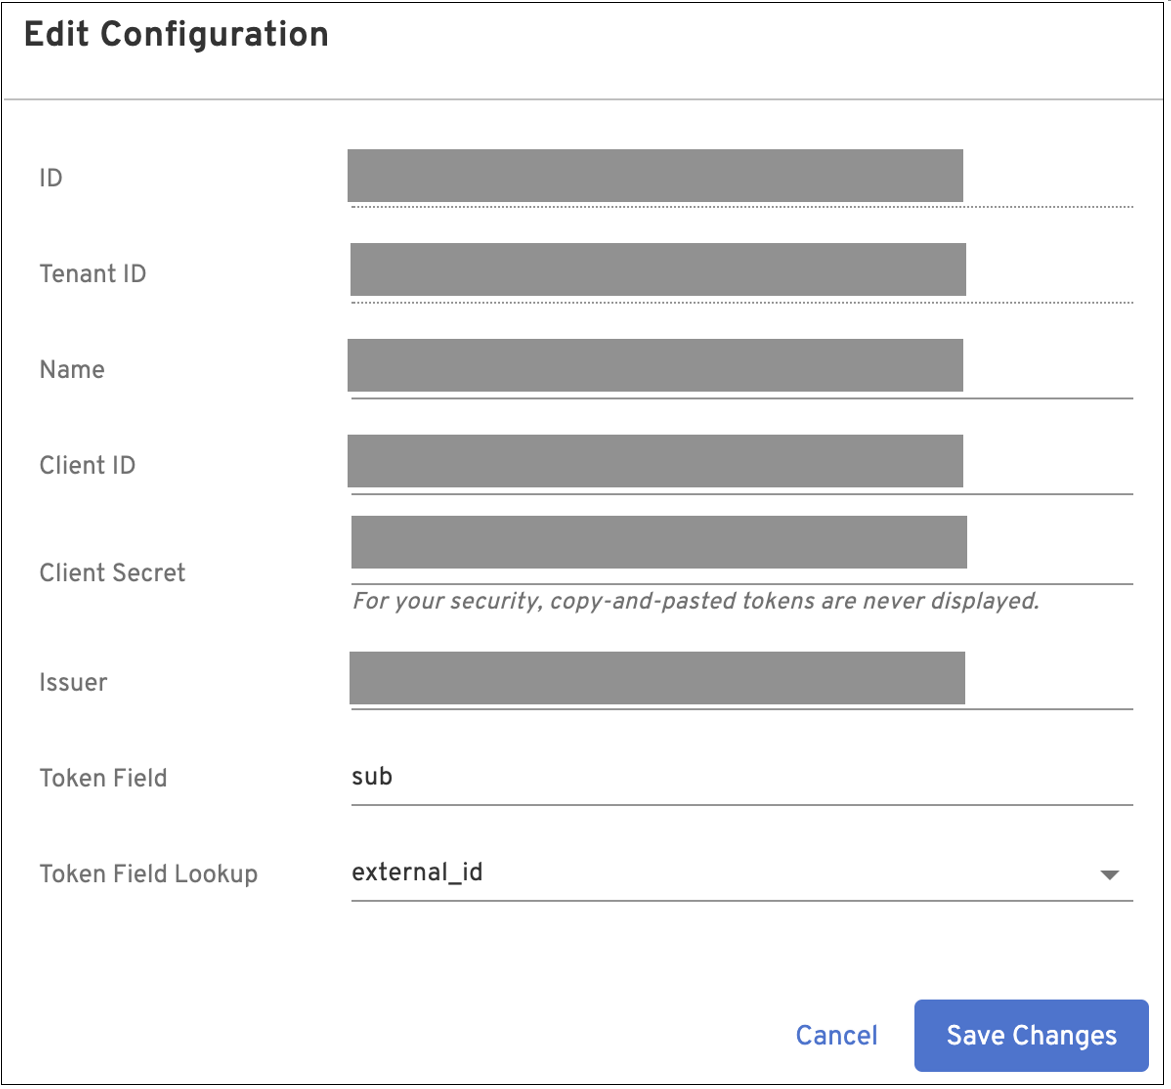 Edit Configuration
ID
Tenant ID
Name
Client ID
Client Secret
For your security, copy-and-pasted tokens are never displayed.
Issuer
Token Field
sub
Token Field Lookup
external_id
Cancel
Save Changes